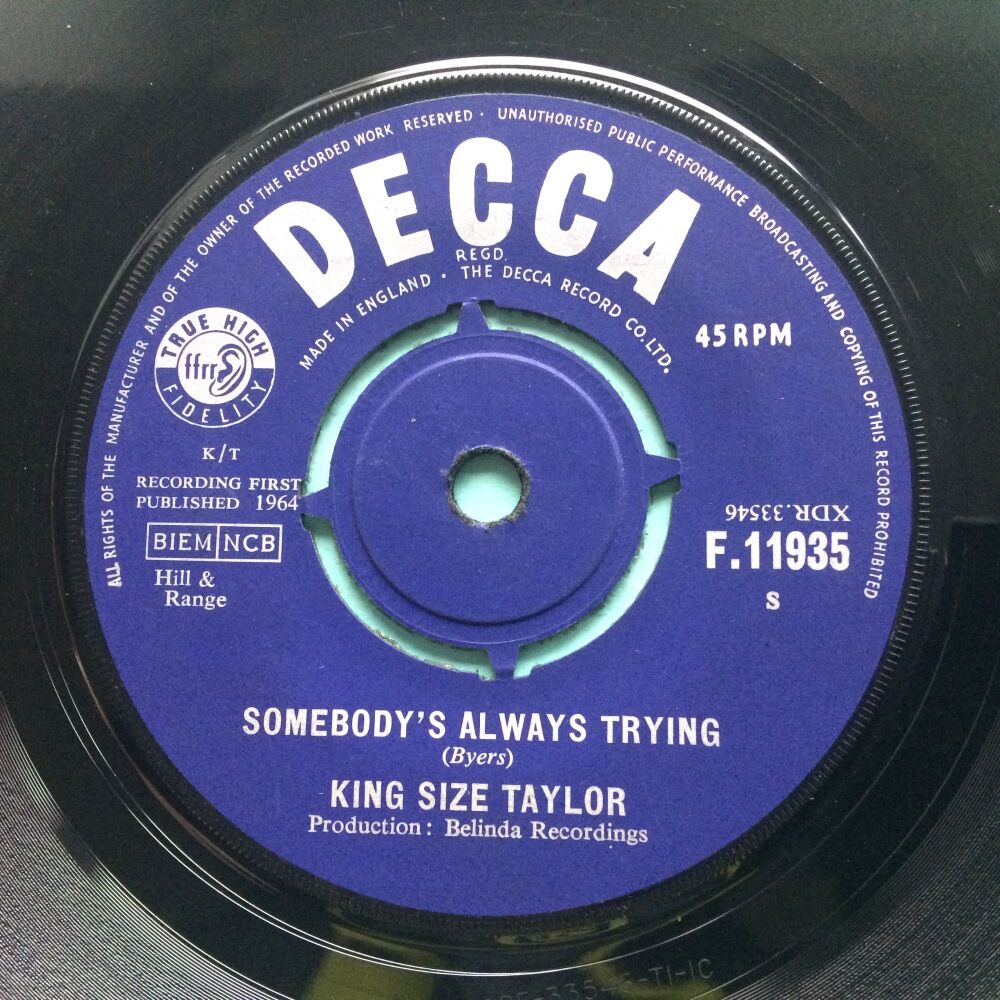 ALL RIGHTS OF THE MANUFACTURER AND OF THE OWNER OF THE RECORDED WORK RESERVED · UNAUTHORISED PUBLIC PERFORMANCE BROADCASTING AND COPYING OF THIS RECORD PROHIBITED
DECCA
REGD.
MADE IN ENGLAND · THE DECCA RECORD CO. LTD.
45 RPM
TRUE HIGH
ffrr
FIDELITY
K/T
RECORDING FIRST
PUBLISHED 1964
BIEM NCB
Hill &
Range
XDR.33546
F.11935
S
SOMEBODY'S ALWAYS TRYING
(Byers)
KING SIZE TAYLOR
Production: Belinda Recordings